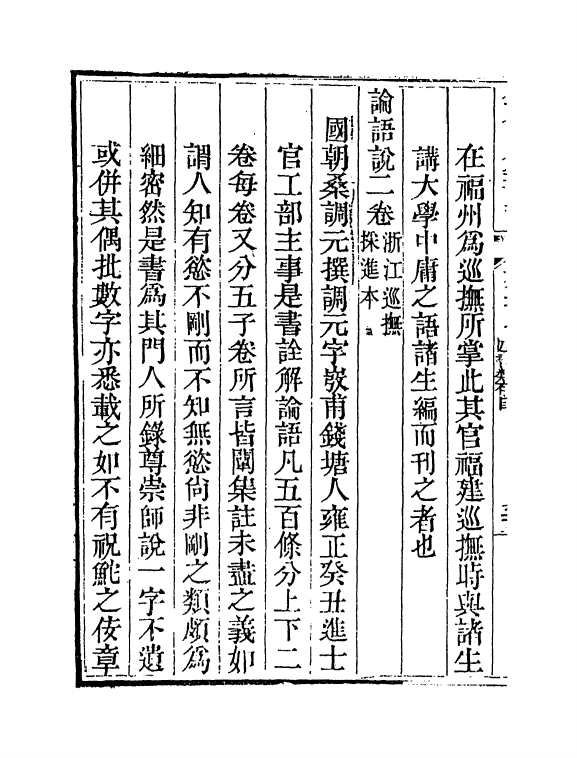 在福州爲巡撫所掌此其官福建巡撫時與諸生
講大學中庸之語諸生編而刊之者也
論語說二卷浙江巡撫
採進本
國朝桑調元撰調元字弢甫錢塘人雍正癸丑進士
官工部主事是書詮解論語凡五百條分上下二
卷每卷又分五子卷所言皆闡集註未盡之義如
謂人知有慾不剛而不知無慾尙非剛之類頗爲
細密然是書爲其門人所錄尊崇師說一字不遺
或併其偶批數字亦悉載之如不有祝鮀之佞章